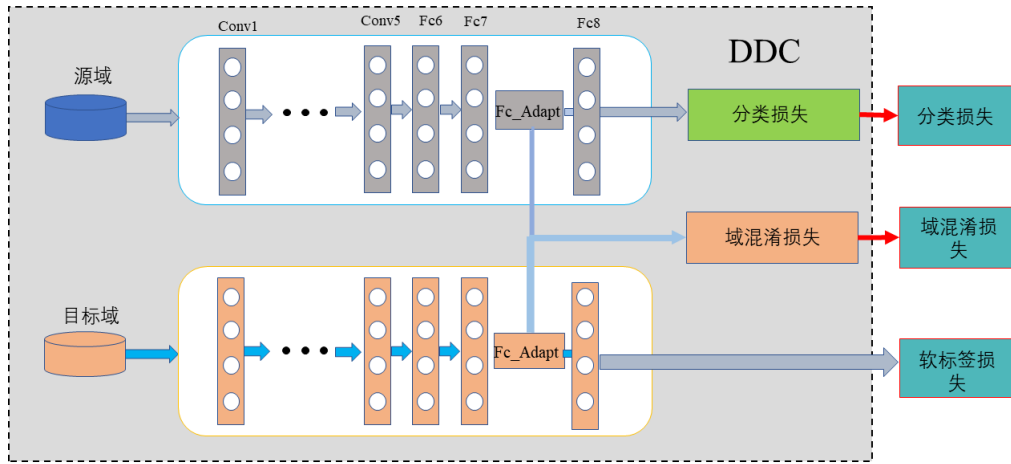 Conv1
Conv5
Fc6
Fc7
Fc8
DDC
源域
Fc_Adapt
分类损失
分类损失
域混淆损失
域混淆损
失
目标域
Fc_Adapt
软标签损
失